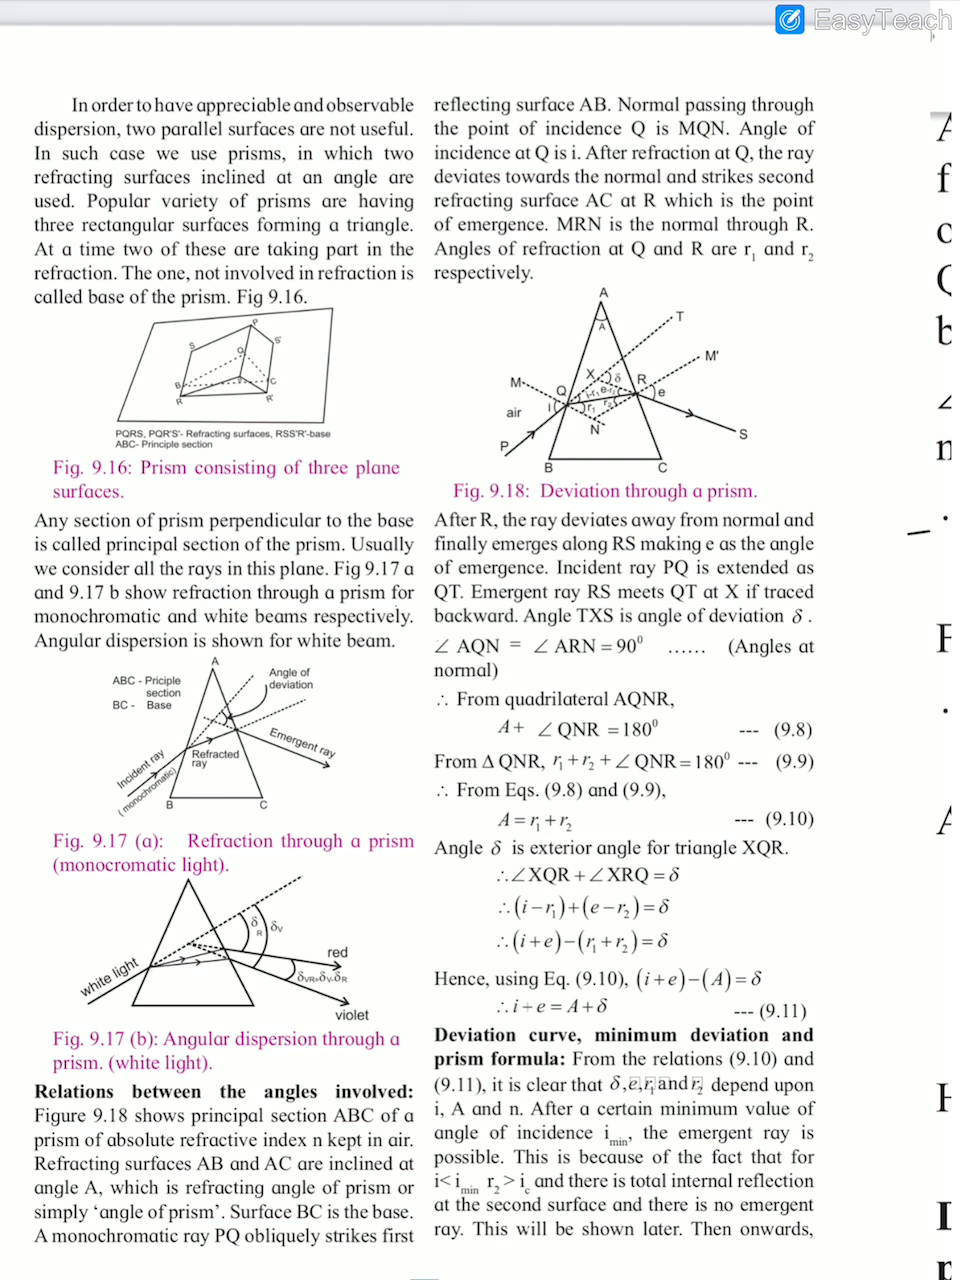 EasyTeach
In order to have appreciable and observable
dispersion, two parallel surfaces are not useful.
In such case we use prisms, in which two
refracting surfaces inclined at an angle are
used. Popular variety of prisms are having
three rectangular surfaces forming a triangle.
At a time two of these are taking part in the
refraction. The one, not involved in refraction is
called base of the prism. Fig 9.16.
P
S
S'
Q
B
C
R
R'
PQRS, PQR'S'- Refracting surfaces, RSS'R'-base
ABC- Principle section
Fig. 9.16: Prism consisting of three plane
surfaces.
Any section of prism perpendicular to the base
is called principal section of the prism. Usually
we consider all the rays in this plane. Fig 9.17 a
and 9.17 b show refraction through a prism for
monochromatic and white beams respectively.
Angular dispersion is shown for white beam.
A
ABC - Priciple
section
BC - Base
Angle of
deviation
Emergent ray
Refracted
ray
Incident ray
(monochromatic)
B
C
Fig. 9.17 (a): Refraction through a prism
(monocromatic light).
δ
R
δV
red
white light
δVR=δV-δR
violet
Fig. 9.17 (b): Angular dispersion through a
prism. (white light).
Relations between the angles involved:
Figure 9.18 shows principal section ABC of a
prism of absolute refractive index n kept in air.
Refracting surfaces AB and AC are inclined at
angle A, which is refracting angle of prism or
simply ‘angle of prism’. Surface BC is the base.
A monochromatic ray PQ obliquely strikes first
reflecting surface AB. Normal passing through
the point of incidence Q is MQN. Angle of
incidence at Q is i. After refraction at Q, the ray
deviates towards the normal and strikes second
refracting surface AC at R which is the point
of emergence. MRN is the normal through R.
Angles of refraction at Q and R are r1 and r2
respectively.
A
A
T
M'
X
δ
R
M
Q
i-r1
e-r2
e
air
i
r1
r2
N
S
P
B
C
Fig. 9.18: Deviation through a prism.
After R, the ray deviates away from normal and
finally emerges along RS making e as the angle
of emergence. Incident ray PQ is extended as
QT. Emergent ray RS meets QT at X if traced
backward. Angle TXS is angle of deviation δ .
∠ AQN = ∠ ARN = 90⁰ ...... (Angles at
normal)
∴ From quadrilateral AQNR,
A + ∠ QNR = 180⁰ --- (9.8)
From Δ QNR, r1 + r2 + ∠ QNR = 180⁰ --- (9.9)
∴ From Eqs. (9.8) and (9.9),
A = r1 + r2 --- (9.10)
Angle δ is exterior angle for triangle XQR.
∴ ∠XQR + ∠XRQ = δ
∴ (i − r1) + (e − r2) = δ
∴ (i + e) − (r1 + r2) = δ
Hence, using Eq. (9.10), (i + e) − (A) = δ
∴ i + e = A + δ --- (9.11)
Deviation curve, minimum deviation and
prism formula: From the relations (9.10) and
(9.11), it is clear that δ, e, r1 and r2 depend upon
i, A and n. After a certain minimum value of
angle of incidence imin, the emergent ray is
possible. This is because of the fact that for
i< imin r2 > ic and there is total internal reflection
at the second surface and there is no emergent
ray. This will be shown later. Then onwards,